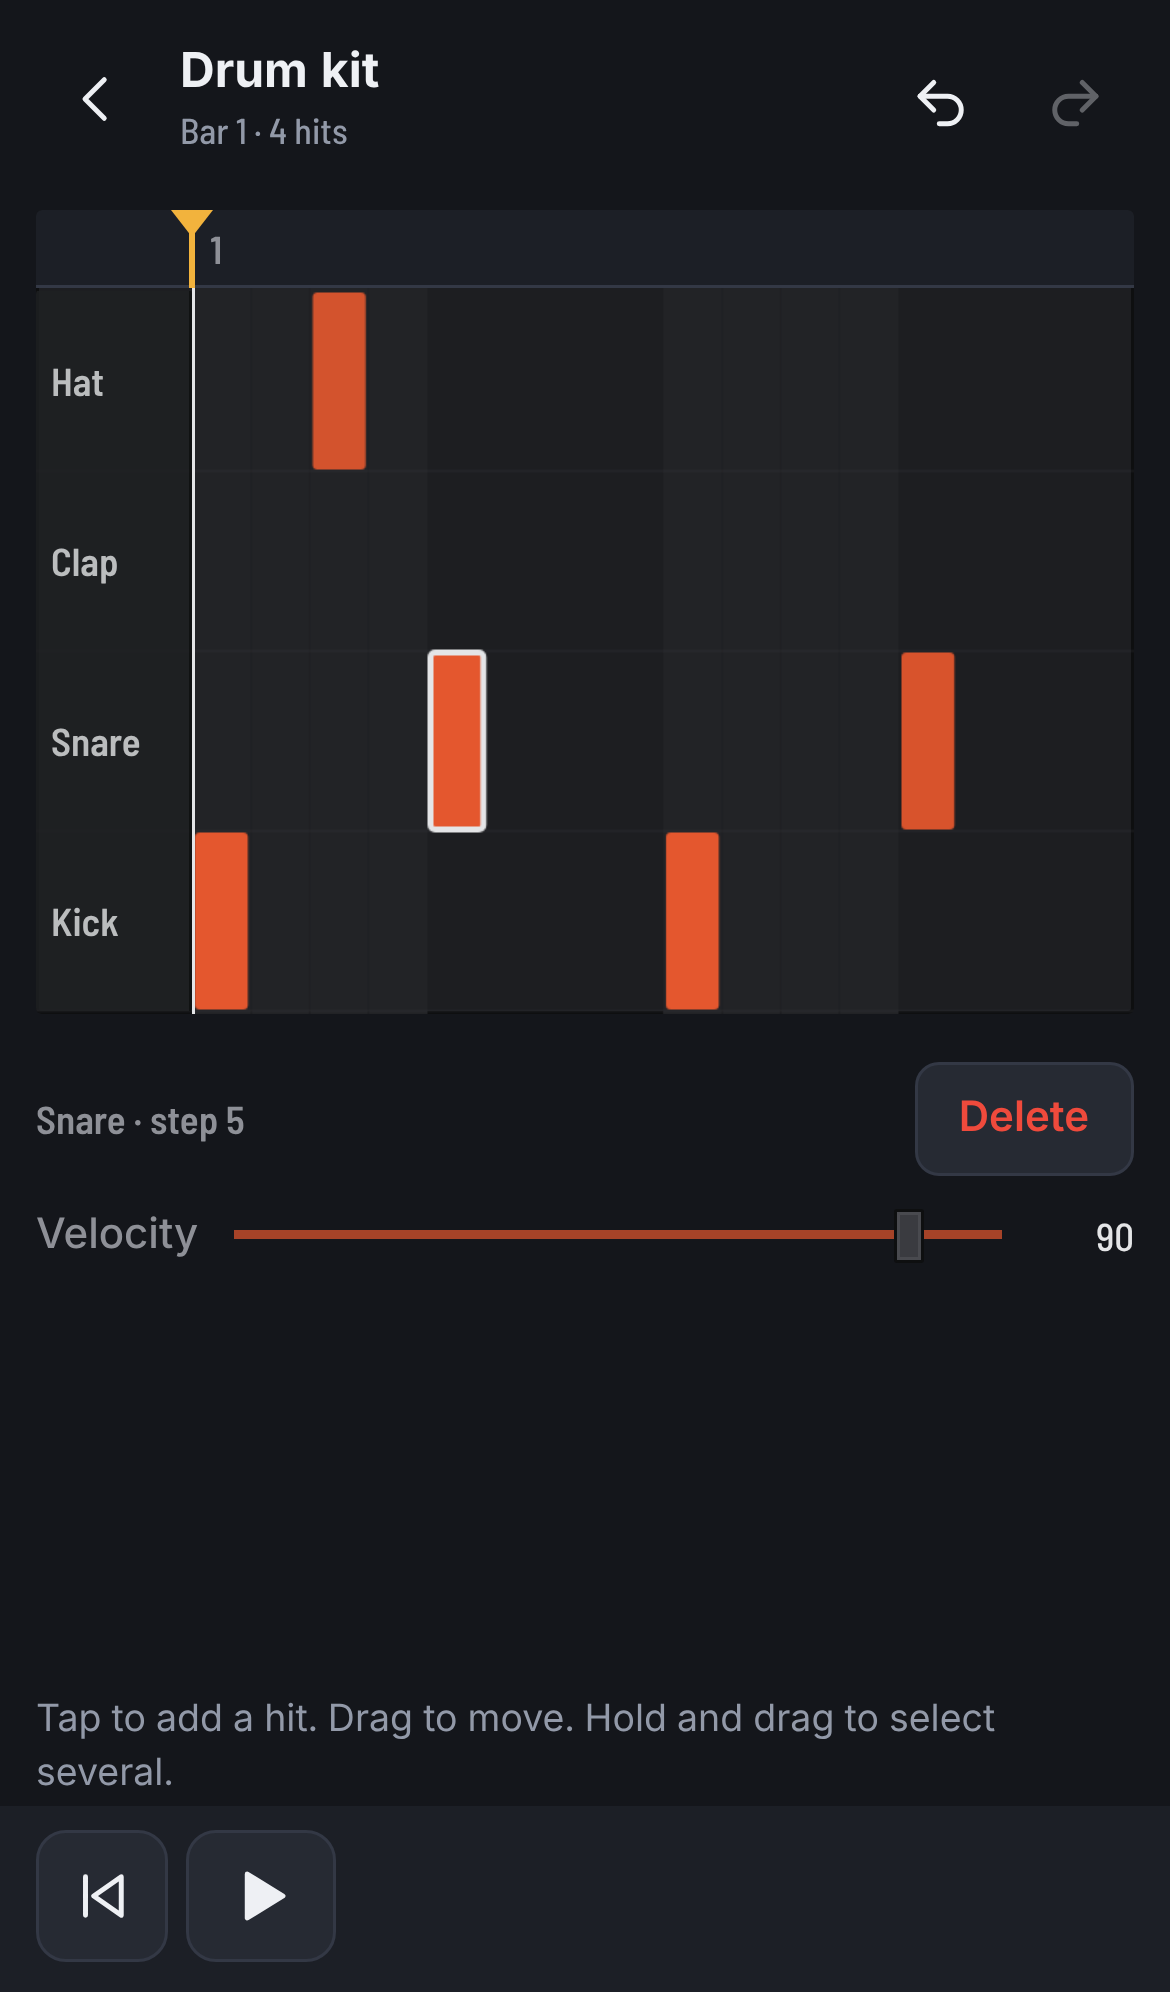 Drum kit
Bar 1 · 4 hits
1
Hat
Clap
Snare
Kick
Snare · step 5
Delete
Velocity
90
Tap to add a hit. Drag to move. Hold and drag to select
several.